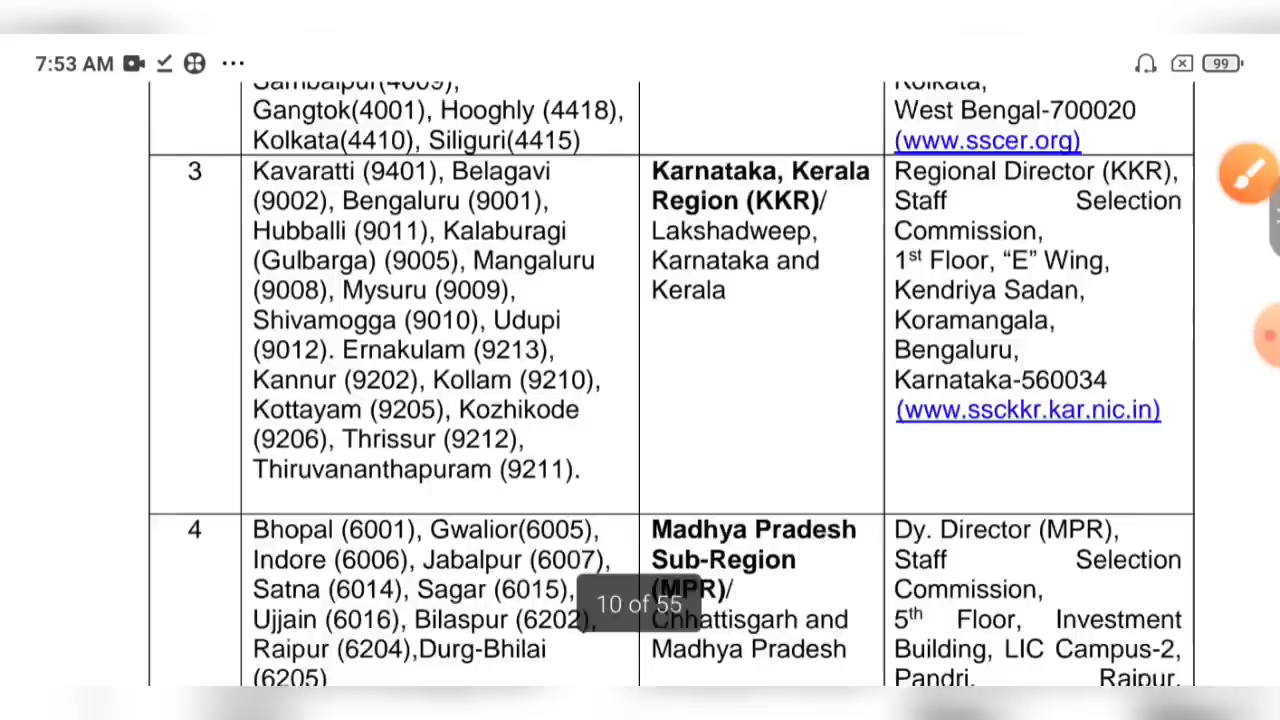 7:53 AM
99
Sambalpur(4609),
Gangtok(4001), Hooghly (4418),
Kolkata(4410), Siliguri(4415)
Kolkata,
West Bengal-700020
(www.sscer.org)
3
Kavaratti (9401), Belagavi
(9002), Bengaluru (9001),
Hubballi (9011), Kalaburagi
(Gulbarga) (9005), Mangaluru
(9008), Mysuru (9009),
Shivamogga (9010), Udupi
(9012). Ernakulam (9213),
Kannur (9202), Kollam (9210),
Kottayam (9205), Kozhikode
(9206), Thrissur (9212),
Thiruvananthapuram (9211).
Karnataka, Kerala
Region (KKR)/
Lakshadweep,
Karnataka and
Kerala
Regional Director (KKR),
Staff Selection
Commission,
1st Floor, “E” Wing,
Kendriya Sadan,
Koramangala,
Bengaluru,
Karnataka-560034
(www.ssckkr.kar.nic.in)
4
Bhopal (6001), Gwalior(6005),
Indore (6006), Jabalpur (6007),
Satna (6014), Sagar (6015),
Ujjain (6016), Bilaspur (6202),
Raipur (6204),Durg-Bhilai
(6205)
Madhya Pradesh
Sub-Region
(MPR)/
Chhattisgarh and
Madhya Pradesh
Dy. Director (MPR),
Staff Selection
Commission,
5th Floor, Investment
Building, LIC Campus-2,
Pandri, Raipur,
10 of 55